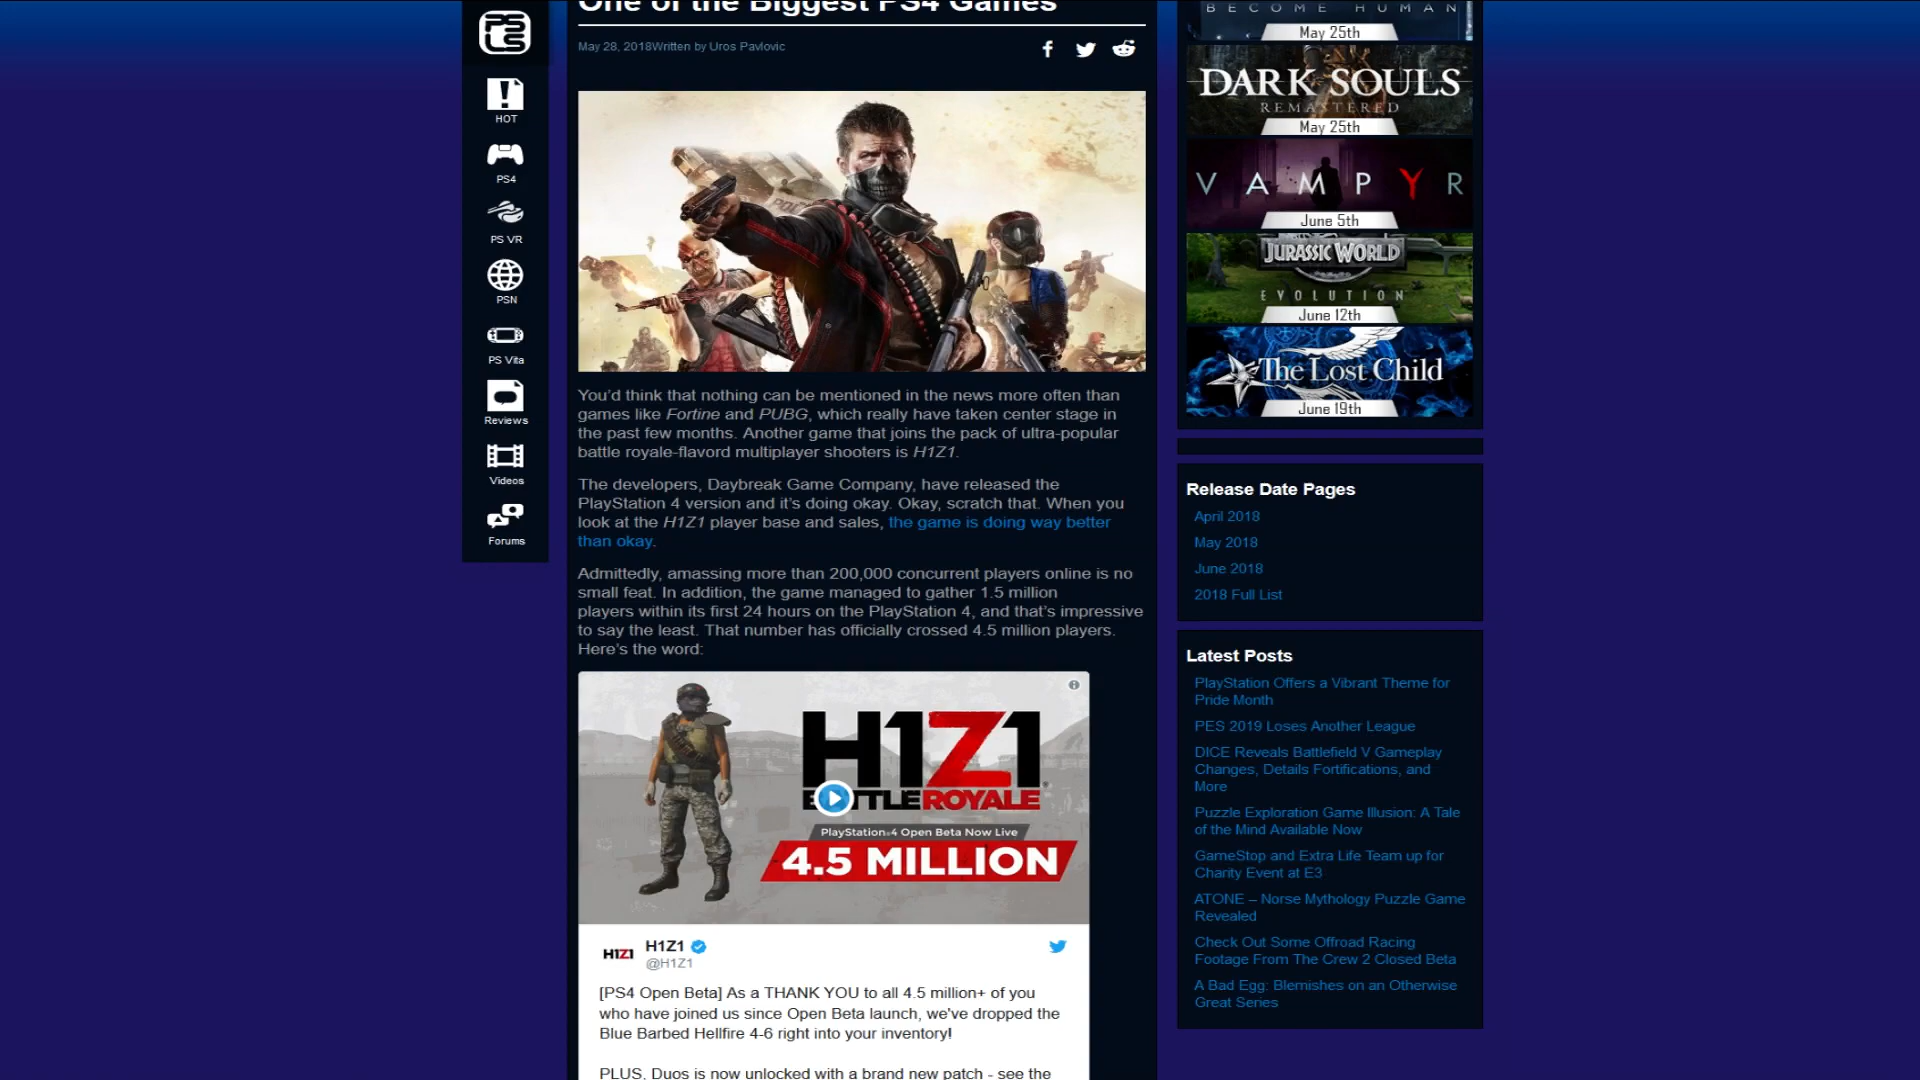 One of the Biggest PS4 Games
May 28, 2018Written by Uros Pavlovic
HOT
PS4
PS VR
PSN
PS Vita
Reviews
Videos
Forums
You'd think that nothing can be mentioned in the news more often than
games like Fortine and PUBG, which really have taken center stage in
the past few months. Another game that joins the pack of ultra-popular
battle royale-flavord multiplayer shooters is H1Z1.
The developers, Daybreak Game Company, have released the
PlayStation 4 version and it's doing okay. Okay, scratch that. When you
look at the H1Z1 player base and sales, the game is doing way better
than okay.
Admittedly, amassing more than 200,000 concurrent players online is no
small feat. In addition, the game managed to gather 1.5 million
players within its first 24 hours on the PlayStation 4, and that's impressive
to say the least. That number has officially crossed 4.5 million players.
Here's the word:
H1Z1
BATTLEROYALE
PlayStation®4 Open Beta Now Live
4.5 MILLION
H1Z1
H1Z1
@H1Z1
[PS4 Open Beta] As a THANK YOU to all 4.5 million+ of you
who have joined us since Open Beta launch, we've dropped the
Blue Barbed Hellfire 4-6 right into your inventory!
PLUS, Duos is now unlocked with a brand new patch - see the
BECOME HUMAN
May 25th
DARK SOULS
REMASTERED
May 25th
VAMPYR
June 5th
JURASSIC WORLD
EVOLUTION
June 12th
The Lost Child
June 19th
Release Date Pages
April 2018
May 2018
June 2018
2018 Full List
Latest Posts
PlayStation Offers a Vibrant Theme for
Pride Month
PES 2019 Loses Another League
DICE Reveals Battlefield V Gameplay
Changes, Details Fortifications, and
More
Puzzle Exploration Game Illusion: A Tale
of the Mind Available Now
GameStop and Extra Life Team up for
Charity Event at E3
ATONE – Norse Mythology Puzzle Game
Revealed
Check Out Some Offroad Racing
Footage From The Crew 2 Closed Beta
A Bad Egg: Blemishes on an Otherwise
Great Series